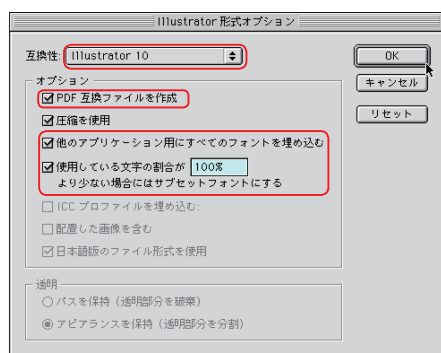 Illustrator 形式オプション
互換性: Illustrator 10
OK
キャンセル
リセット
オプション
PDF 互換ファイルを作成
圧縮を使用
他のアプリケーション用にすべてのフォントを埋め込む
使用している文字の割合が 100%
より少ない場合にはサブセットフォントにする
ICC プロファイルを埋め込む:
配置した画像を含む
日本語版のファイル形式を使用
透明
パスを保持（透明部分を破棄）
アピアランスを保持（透明部分を分割）